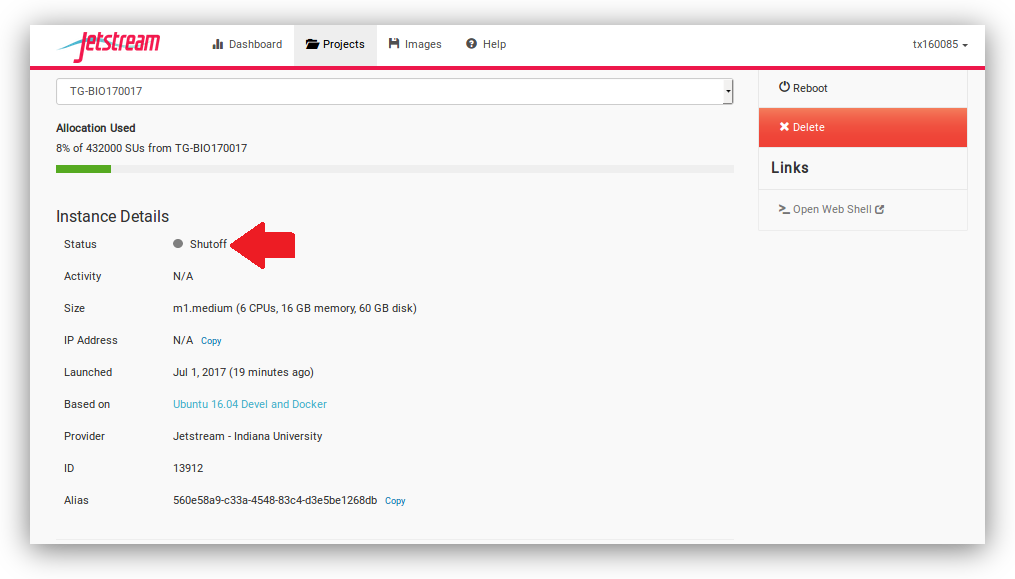 Jetstream
Dashboard
Projects
Images
Help
tx160085
TG-BIO170017
Allocation Used
8% of 432000 SUs from TG-BIO170017
Instance Details
Status Shutoff
Activity N/A
Size m1.medium (6 CPUs, 16 GB memory, 60 GB disk)
IP Address N/A Copy
Launched Jul 1, 2017 (19 minutes ago)
Based on Ubuntu 16.04 Devel and Docker
Provider Jetstream - Indiana University
ID 13912
Alias 560e58a9-c33a-4548-83c4-d3e5be1268db Copy
Reboot
Delete
Links
Open Web Shell